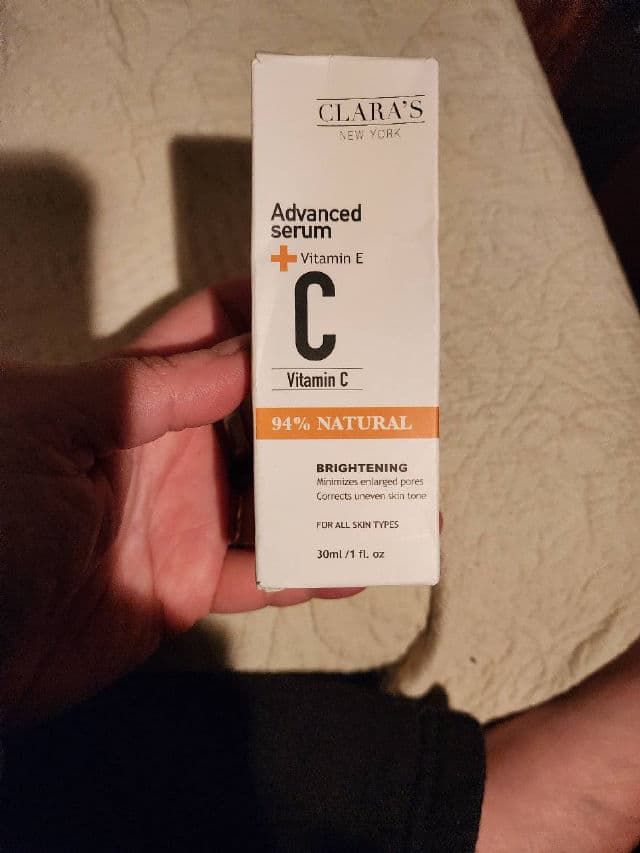 CLARA'S
NEW YORK
Advanced
serum
+ Vitamin E
C
Vitamin C
94% NATURAL
BRIGHTENING
Minimizes enlarged pores
Corrects uneven skin tone
FOR ALL SKIN TYPES
30ml /1 fl. oz